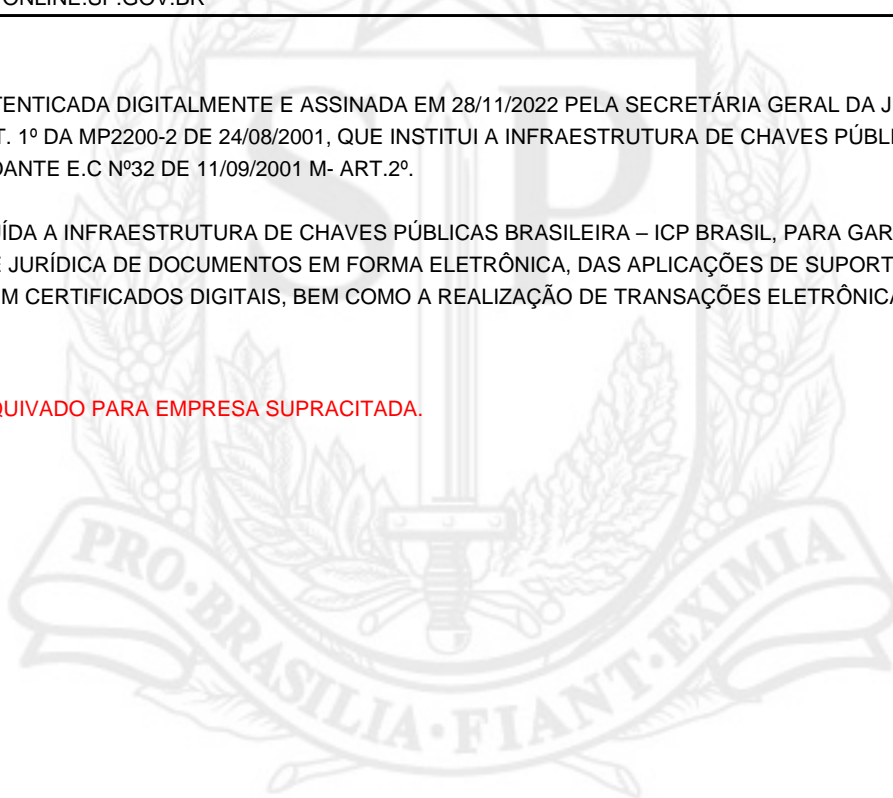 ONLINE.SP.GOV.BR
TENTICADA DIGITALMENTE E ASSINADA EM 28/11/2022 PELA SECRETÁRIA GERAL DA J
T. 1º DA MP2200-2 DE 24/08/2001, QUE INSTITUI A INFRAESTRUTURA DE CHAVES PÚBLI
DANTE E.C Nº32 DE 11/09/2001 M- ART.2º.
ÍDA A INFRAESTRUTURA DE CHAVES PÚBLICAS BRASILEIRA – ICP BRASIL, PARA GAR
E JURÍDICA DE DOCUMENTOS EM FORMA ELETRÔNICA, DAS APLICAÇÕES DE SUPORT
M CERTIFICADOS DIGITAIS, BEM COMO A REALIZAÇÃO DE TRANSAÇÕES ELETRÔNICA
QUIVADO PARA EMPRESA SUPRACITADA.
SP
PRO·BRASILIA·FIANT·EXIMIA